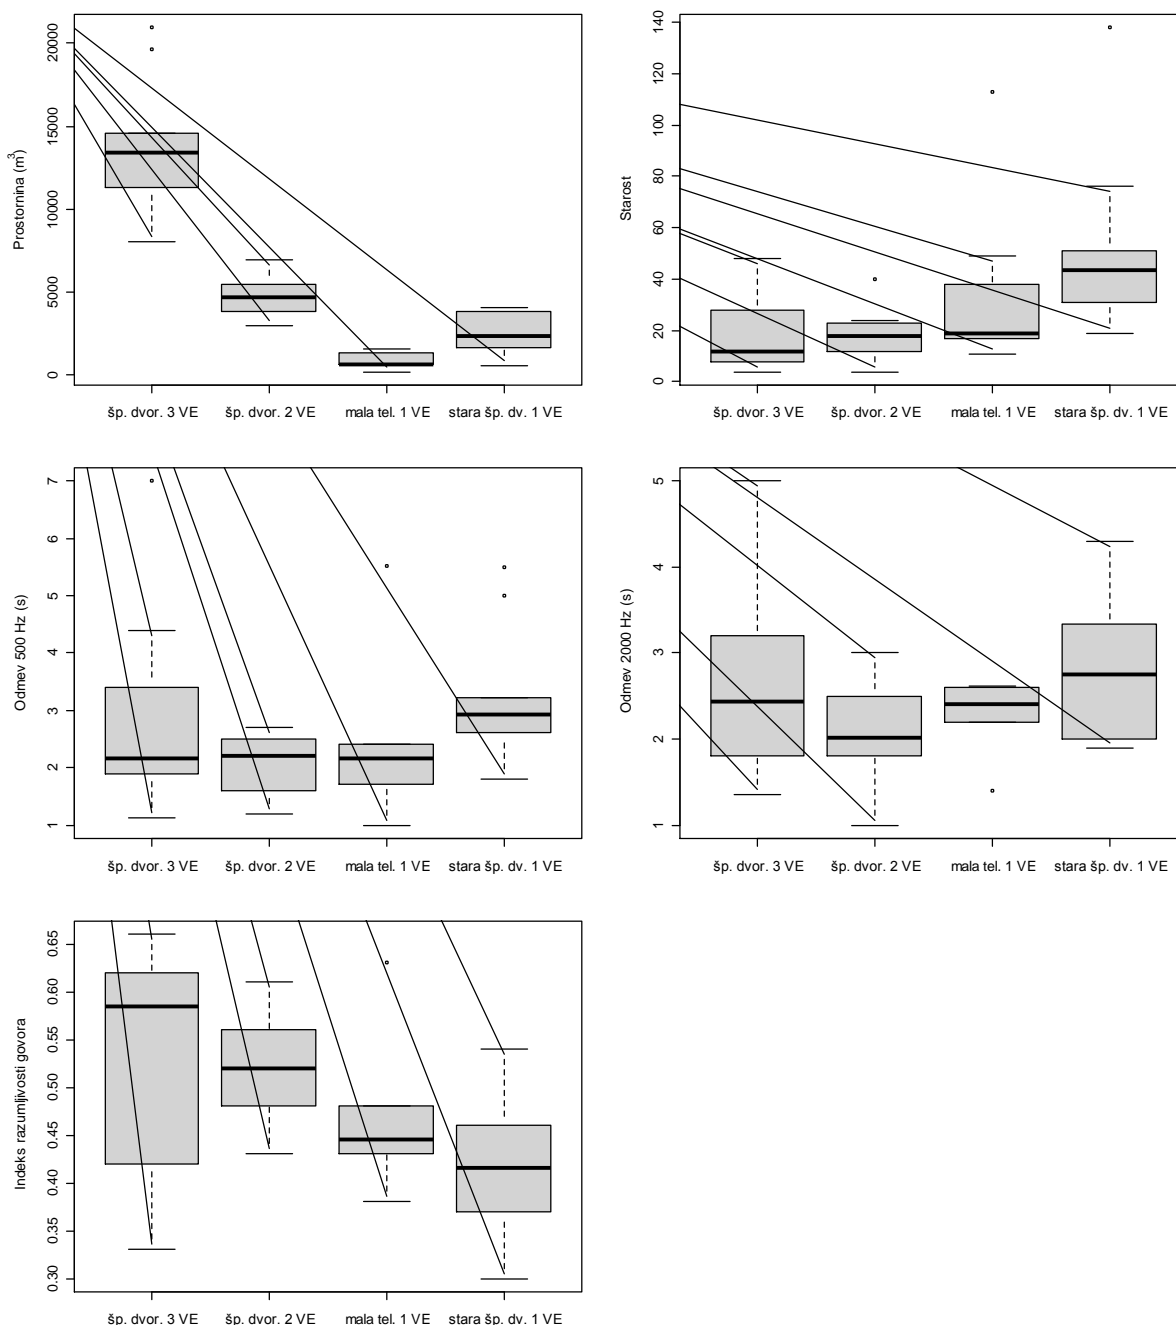 Prostornina (m³)
0
5000
10000
15000
20000
šp. dvor. 3 VE
šp. dvor. 2 VE
mala tel. 1 VE
stara šp. dv. 1 VE
Starost
0
20
40
60
80
100
120
140
šp. dvor. 3 VE
šp. dvor. 2 VE
mala tel. 1 VE
stara šp. dv. 1 VE
Odmev 500 Hz (s)
1
2
3
4
5
6
7
šp. dvor. 3 VE
šp. dvor. 2 VE
mala tel. 1 VE
stara šp. dv. 1 VE
Odmev 2000 Hz (s)
1
2
3
4
5
šp. dvor. 3 VE
šp. dvor. 2 VE
mala tel. 1 VE
stara šp. dv. 1 VE
Indeks razumljivosti govora
0.30
0.35
0.40
0.45
0.50
0.55
0.60
0.65
šp. dvor. 3 VE
šp. dvor. 2 VE
mala tel. 1 VE
stara šp. dv. 1 VE